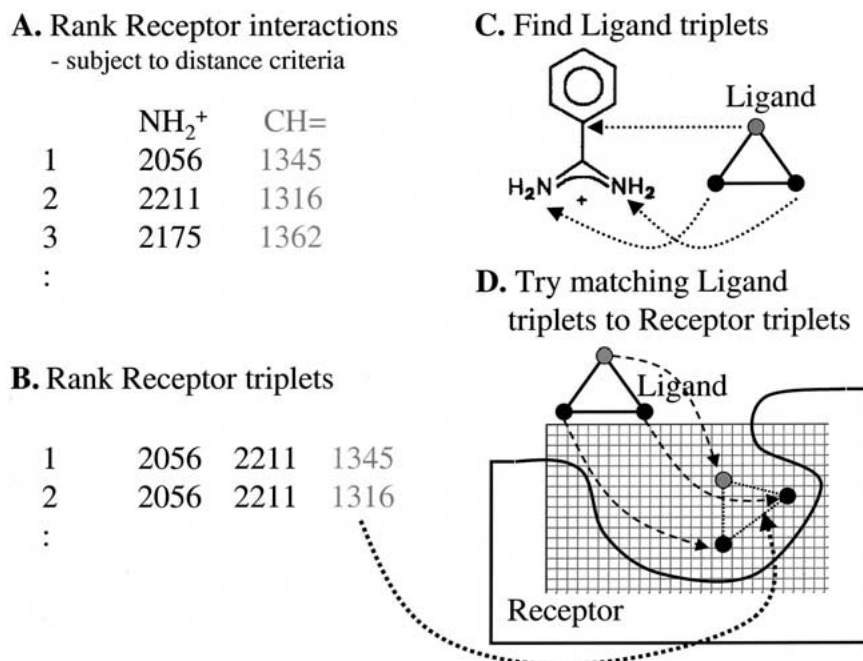 A. Rank Receptor interactions
- subject to distance criteria
NH₂⁺ CH=
1 2056 1345
2 2211 1316
3 2175 1362
:
B. Rank Receptor triplets
1 2056 2211 1345
2 2056 2211 1316
:
C. Find Ligand triplets
Ligand
H₂N NH₂
+
D. Try matching Ligand
triplets to Receptor triplets
Ligand
Receptor